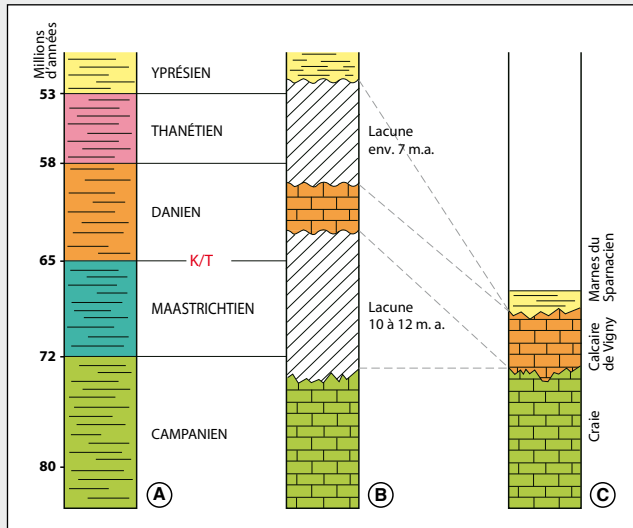 Millions
d'années
53
58
65
72
80
YPRÉSIEN
THANÉTIEN
DANIEN
K/T
MAASTRICHTIEN
CAMPANIEN
A
Lacune
env. 7 m.a.
Lacune
10 à 12 m. a.
B
Marnes du
Sparnacien
Calcaire
de Vigny
Craie
C